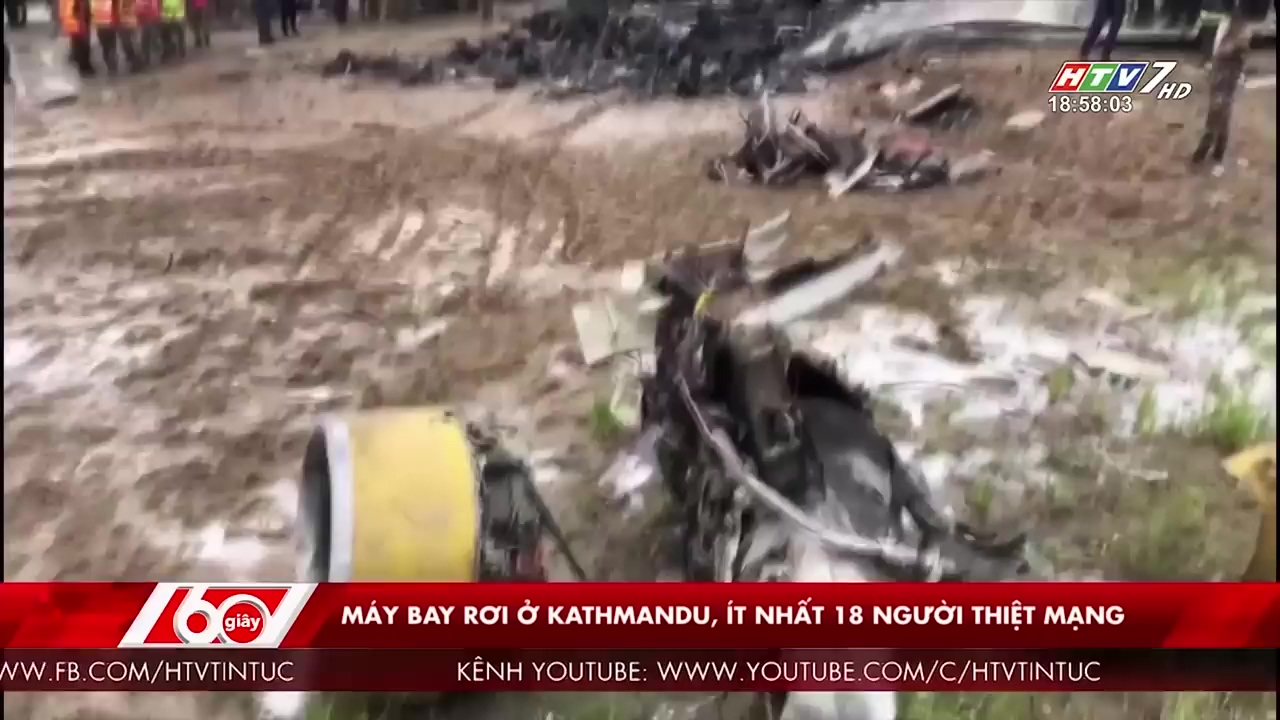 HTV7 HD
18:58:03
60 giây
MÁY BAY RƠI Ở KATHMANDU, ÍT NHẤT 18 NGƯỜI THIỆT MẠNG
WW.FB.COM/HTVTINTUC KÊNH YOUTUBE: WWW.YOUTUBE.COM/C/HTVTINTUC